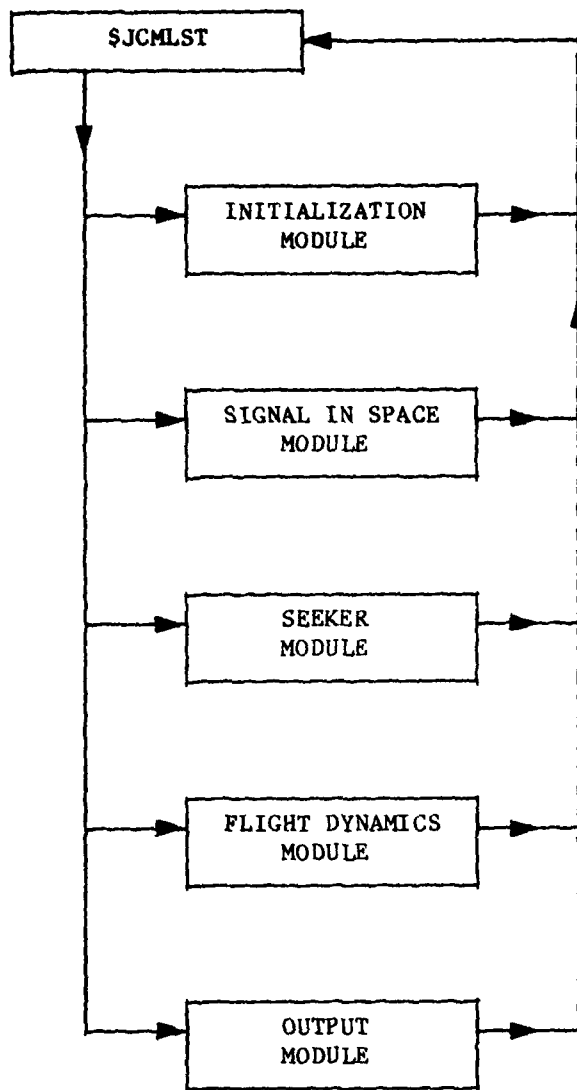 $JCMLST
INITIALIZATION
MODULE
SIGNAL IN SPACE
MODULE
SEEKER
MODULE
FLIGHT DYNAMICS
MODULE
OUTPUT
MODULE